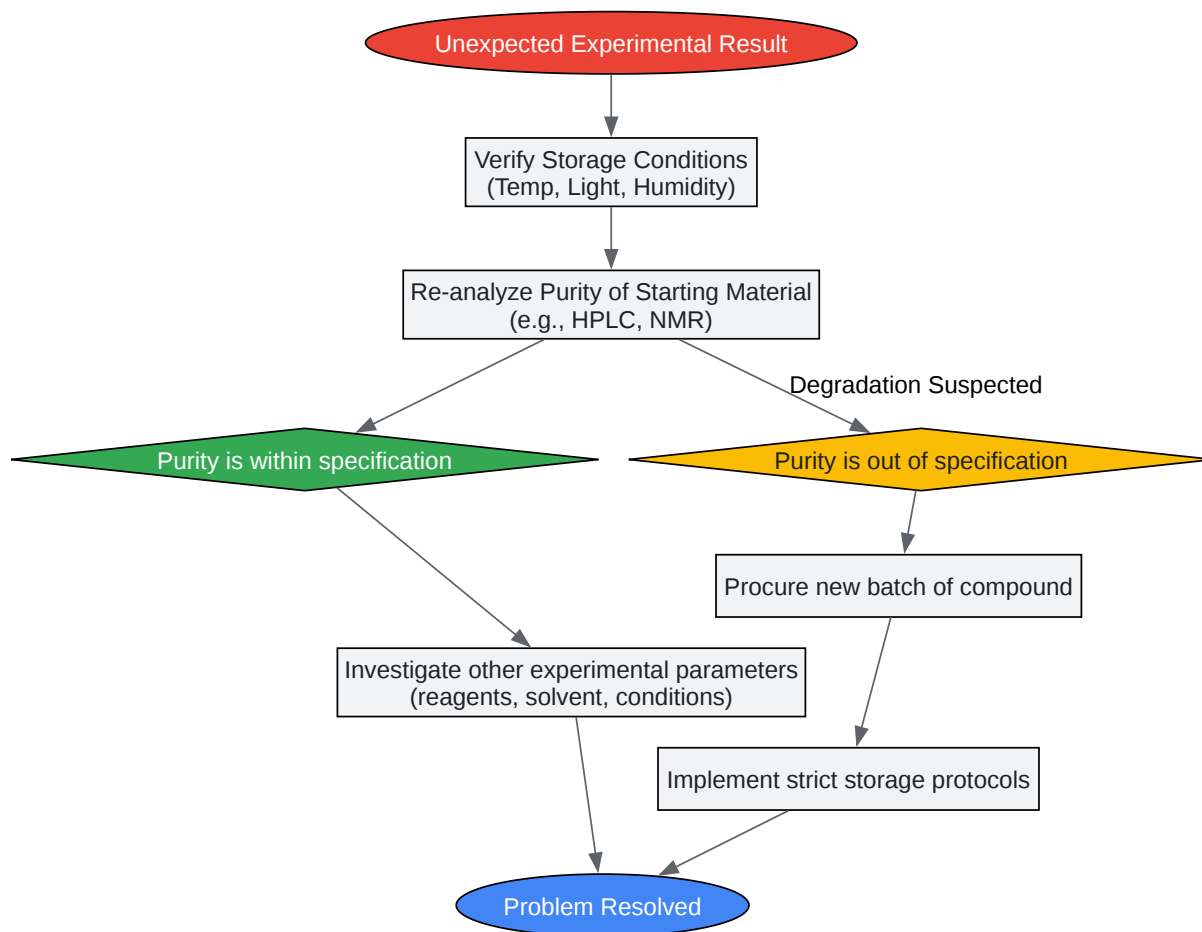 Unexpected Experimental Result
Verify Storage Conditions
(Temp, Light, Humidity)
Re-analyze Purity of Starting Material
(e.g., HPLC, NMR)
Degradation Suspected
Purity is within specification
Purity is out of specification
Procure new batch of compound
Investigate other experimental parameters
(reagents, solvent, conditions)
Implement strict storage protocols
Problem Resolved